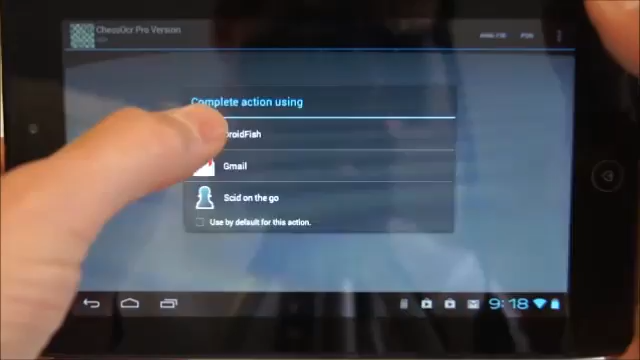 ChessOcr Pro Version
Complete action using
DroidFish
Gmail
Scid on the go
Use by default for this action.
9:18